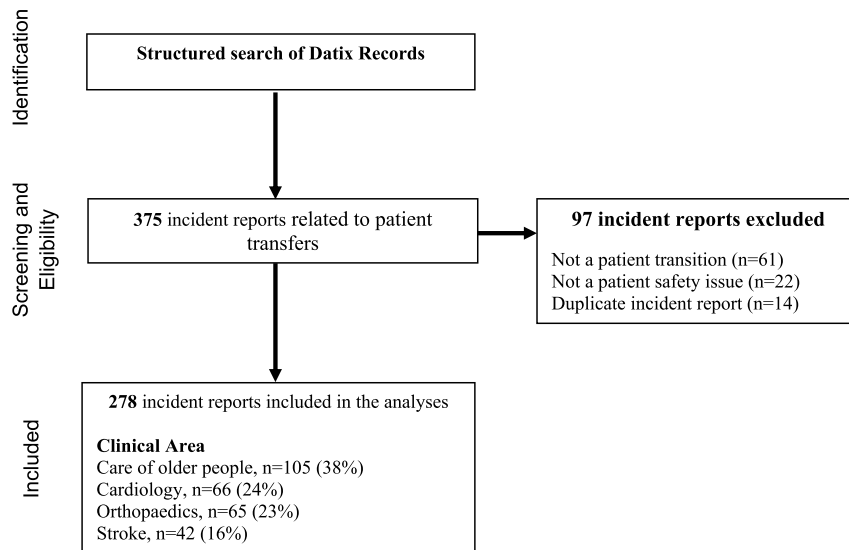 Identification
Structured search of Datix Records
Screening and
Eligibility
375 incident reports related to patient
transfers
97 incident reports excluded
Not a patient transition (n=61)
Not a patient safety issue (n=22)
Duplicate incident report (n=14)
Included
278 incident reports included in the analyses
Clinical Area
Care of older people, n=105 (38%)
Cardiology, n=66 (24%)
Orthopaedics, n=65 (23%)
Stroke, n=42 (16%)